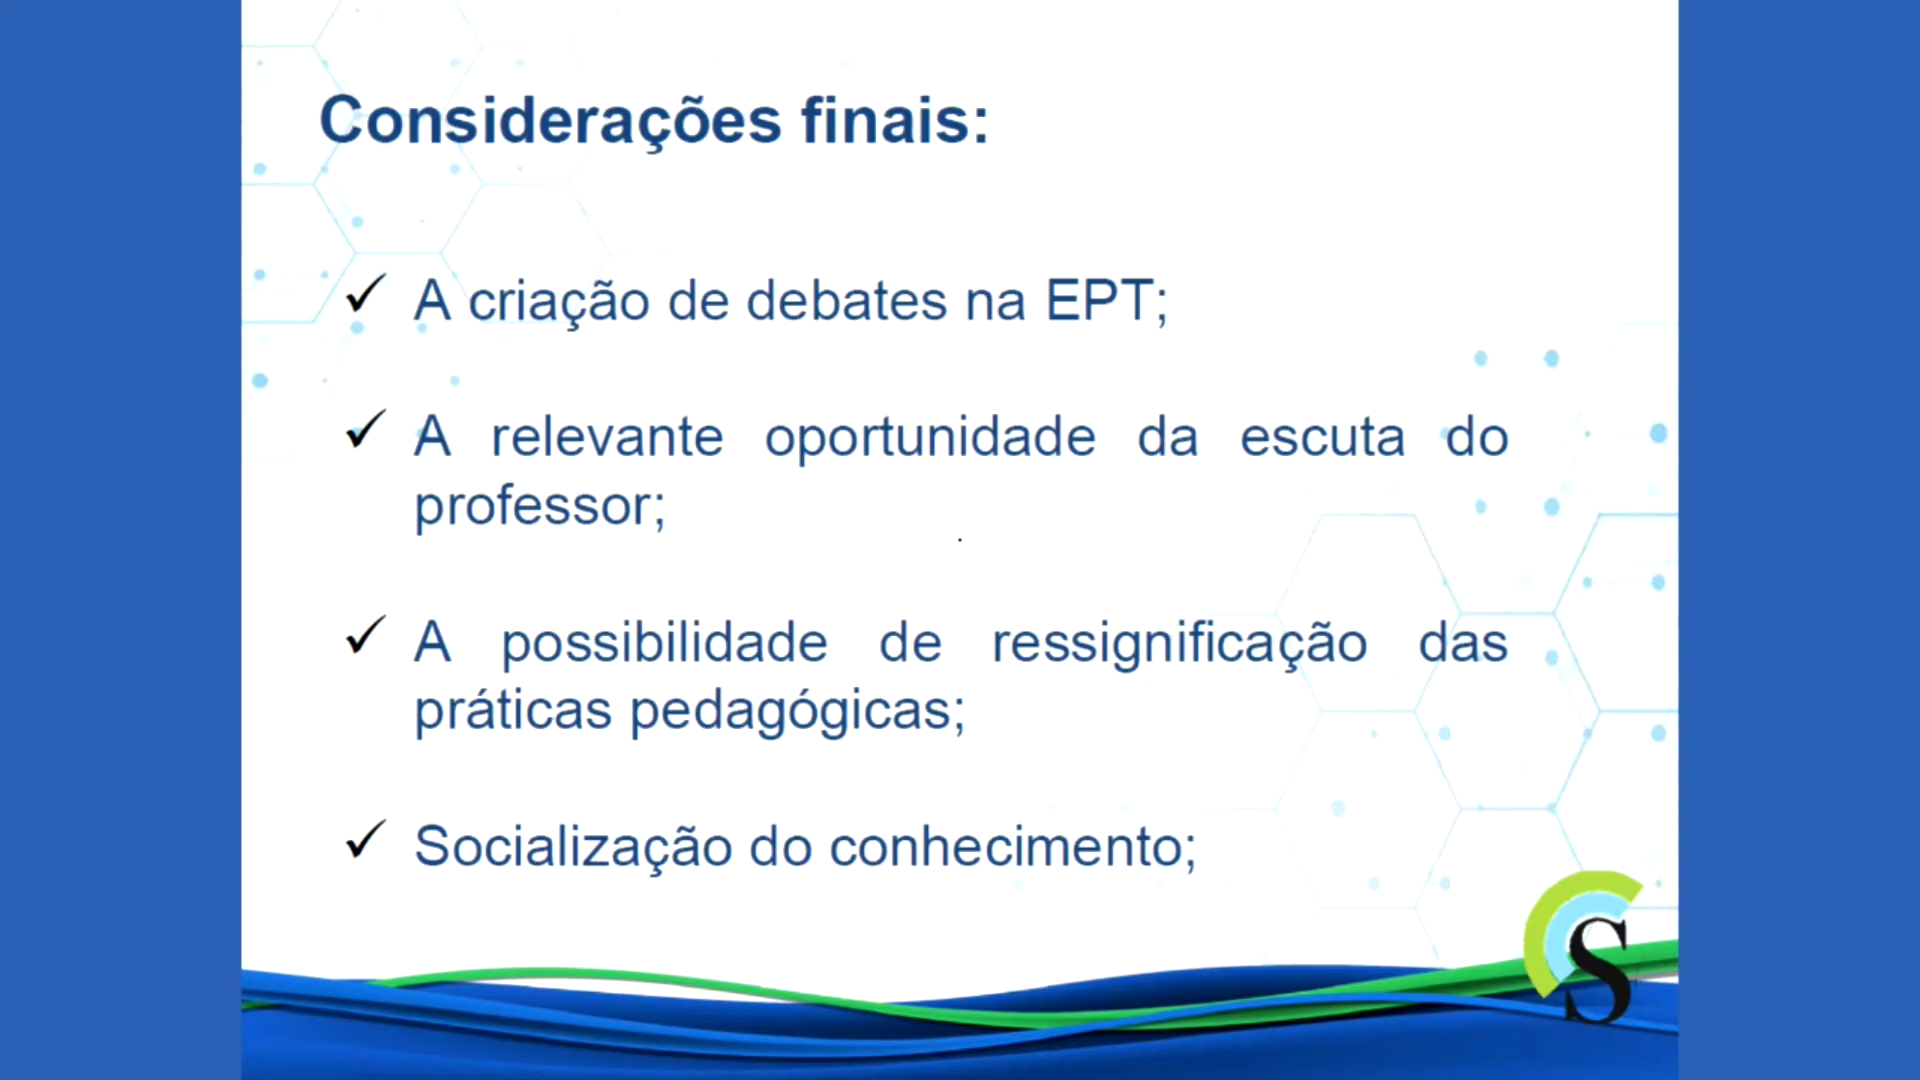 Considerações finais:
✓ A criação de debates na EPT;
✓ A relevante oportunidade da escuta do
professor;
✓ A possibilidade de ressignificação das
práticas pedagógicas;
✓ Socialização do conhecimento;
S